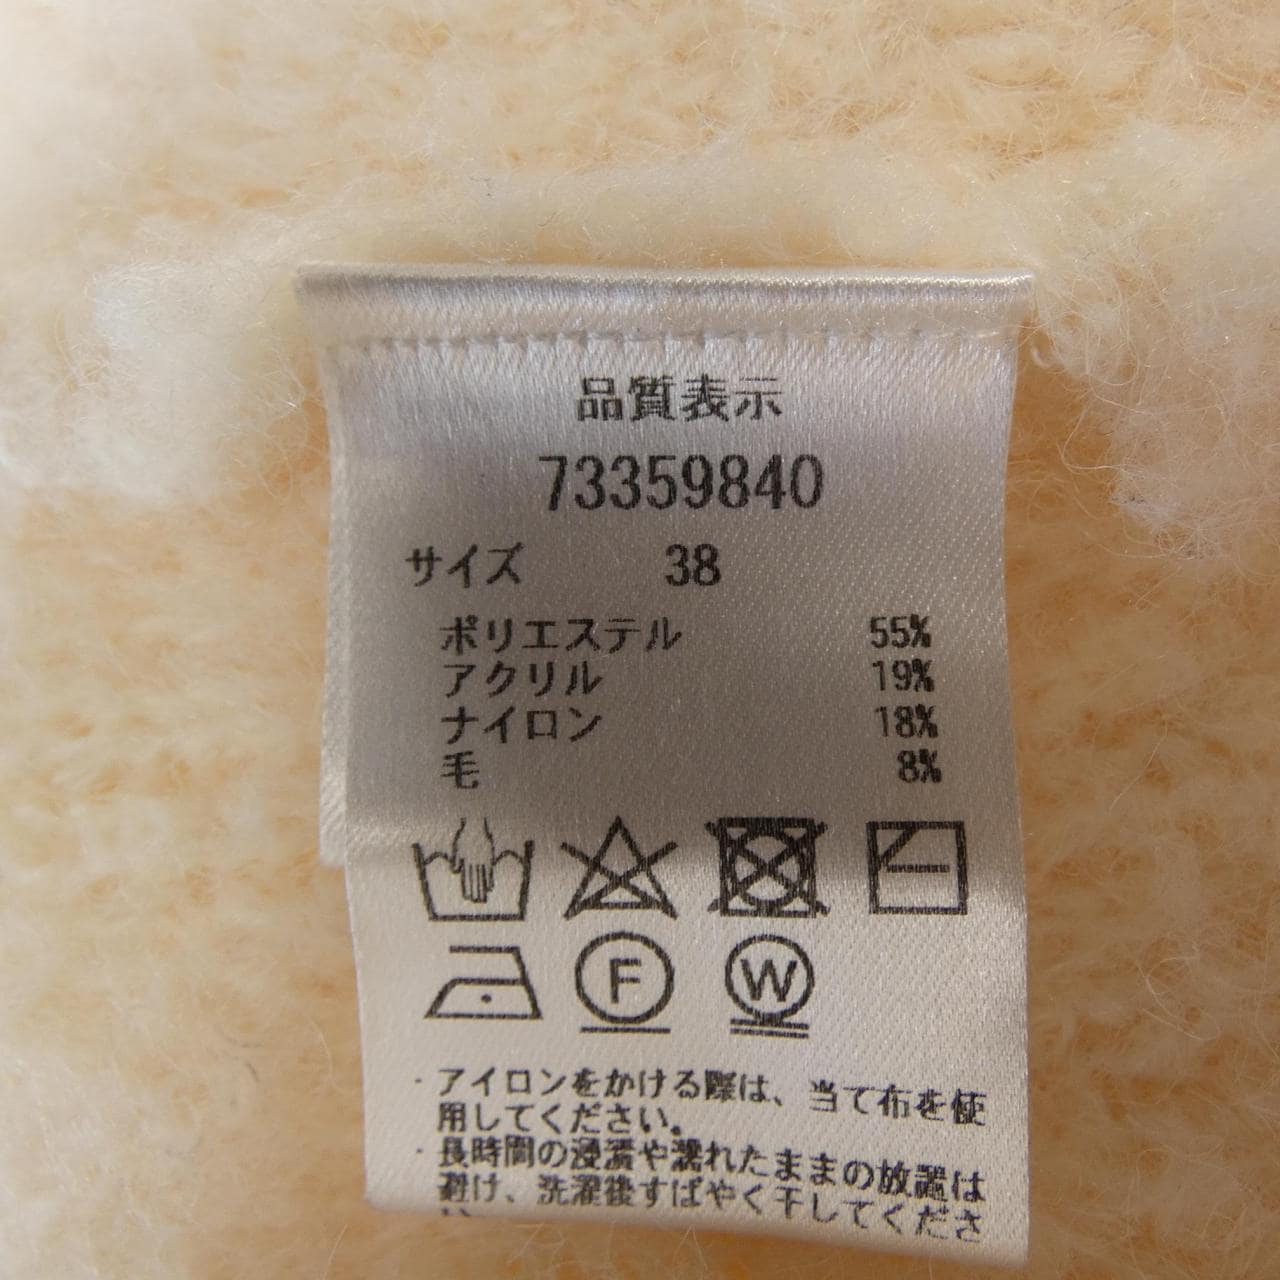 品質表示
73359840
サイズ 38
ポリエステル 55%
アクリル 19%
ナイロン 18%
毛 8%
F
W
・アイロンをかける際は、当て布を使
用してください。
・長時間の浸漬や濡れたままの放置は
避け、洗濯後すばやく干してくださ
い。